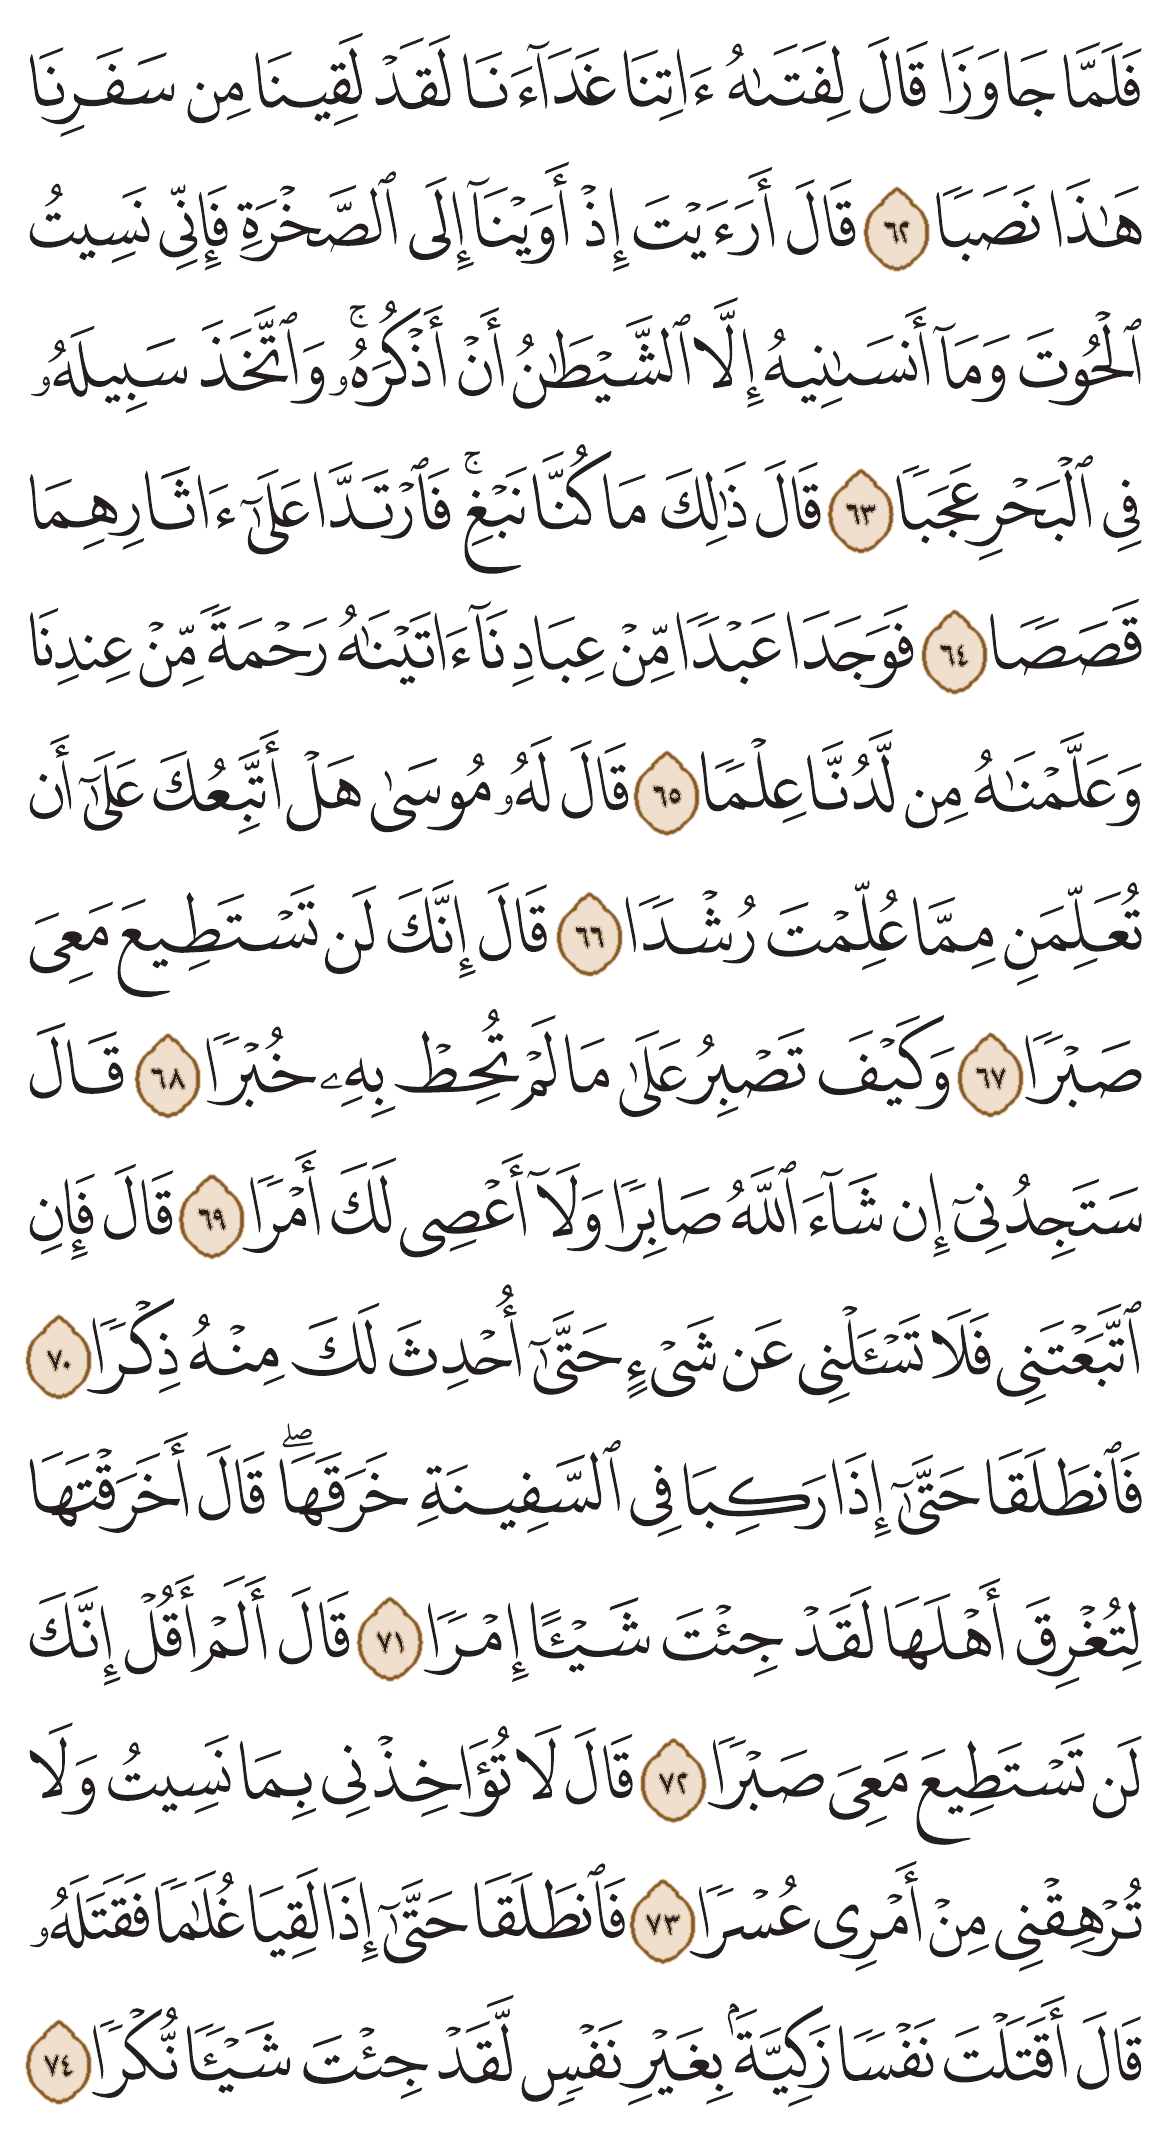 فَلَمَّا جَاوَزَا قَالَ لِفَتَىٰهُ ءَاتِنَا غَدَآءَنَا لَقَدۡ لَقِينَا مِن سَفَرِنَا
هَٰذَا نَصَبٗا ٦٢ قَالَ أَرَءَيۡتَ إِذۡ أَوَيۡنَآ إِلَى ٱلصَّخۡرَةِ فَإِنِّي نَسِيتُ
ٱلۡحُوتَ وَمَآ أَنسَىٰنِيهُ إِلَّا ٱلشَّيۡطَٰنُ أَنۡ أَذۡكُرَهُۥۚ وَٱتَّخَذَ سَبِيلَهُۥ
فِي ٱلۡبَحۡرِ عَجَبٗا ٦٣ قَالَ ذَٰلِكَ مَا كُنَّا نَبۡغِۚ فَٱرۡتَدَّا عَلَىٰٓ ءَاثَارِهِمَا
قَصَصٗا ٦٤ فَوَجَدَا عَبۡدٗا مِّنۡ عِبَادِنَآ ءَاتَيۡنَٰهُ رَحۡمَةٗ مِّنۡ عِندِنَا
وَعَلَّمۡنَٰهُ مِن لَّدُنَّا عِلۡمٗا ٦٥ قَالَ لَهُۥ مُوسَىٰ هَلۡ أَتَّبِعُكَ عَلَىٰٓ أَن
تُعَلِّمَنِ مِمَّا عُلِّمۡتَ رُشۡدٗا ٦٦ قَالَ إِنَّكَ لَن تَسۡتَطِيعَ مَعِيَ
صَبۡرٗا ٦٧ وَكَيۡفَ تَصۡبِرُ عَلَىٰ مَا لَمۡ تُحِطۡ بِهِۦ خُبۡرٗا ٦٨ قَالَ
سَتَجِدُنِيٓ إِن شَآءَ ٱللَّهُ صَابِرٗا وَلَآ أَعۡصِي لَكَ أَمۡرٗا ٦٩ قَالَ فَإِنِ
ٱتَّبَعۡتَنِي فَلَا تَسۡـَٔلۡنِي عَن شَيۡءٍ حَتَّىٰٓ أُحۡدِثَ لَكَ مِنۡهُ ذِكۡرٗا ٧٠
فَٱنطَلَقَا حَتَّىٰٓ إِذَا رَكِبَا فِي ٱلسَّفِينَةِ خَرَقَهَاۖ قَالَ أَخَرَقۡتَهَا
لِتُغۡرِقَ أَهۡلَهَا لَقَدۡ جِئۡتَ شَيۡـًٔا إِمۡرٗا ٧١ قَالَ أَلَمۡ أَقُلۡ إِنَّكَ
لَن تَسۡتَطِيعَ مَعِيَ صَبۡرٗا ٧٢ قَالَ لَا تُؤَاخِذۡنِي بِمَا نَسِيتُ وَلَا
تُرۡهِقۡنِي مِنۡ أَمۡرِي عُسۡرٗا ٧٣ فَٱنطَلَقَا حَتَّىٰٓ إِذَا لَقِيَا غُلَٰمٗا فَقَتَلَهُۥ
قَالَ أَقَتَلۡتَ نَفۡسٗا زَكِيَّةَۢ بِغَيۡرِ نَفۡسٖ لَّقَدۡ جِئۡتَ شَيۡـٔٗا نُّكۡرٗا ٧٤